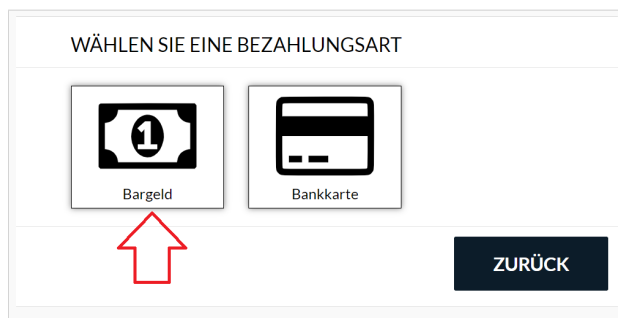 WÄHLEN SIE EINE BEZAHLUNGSART
1
Bargeld
Bankkarte
ZURÜCK